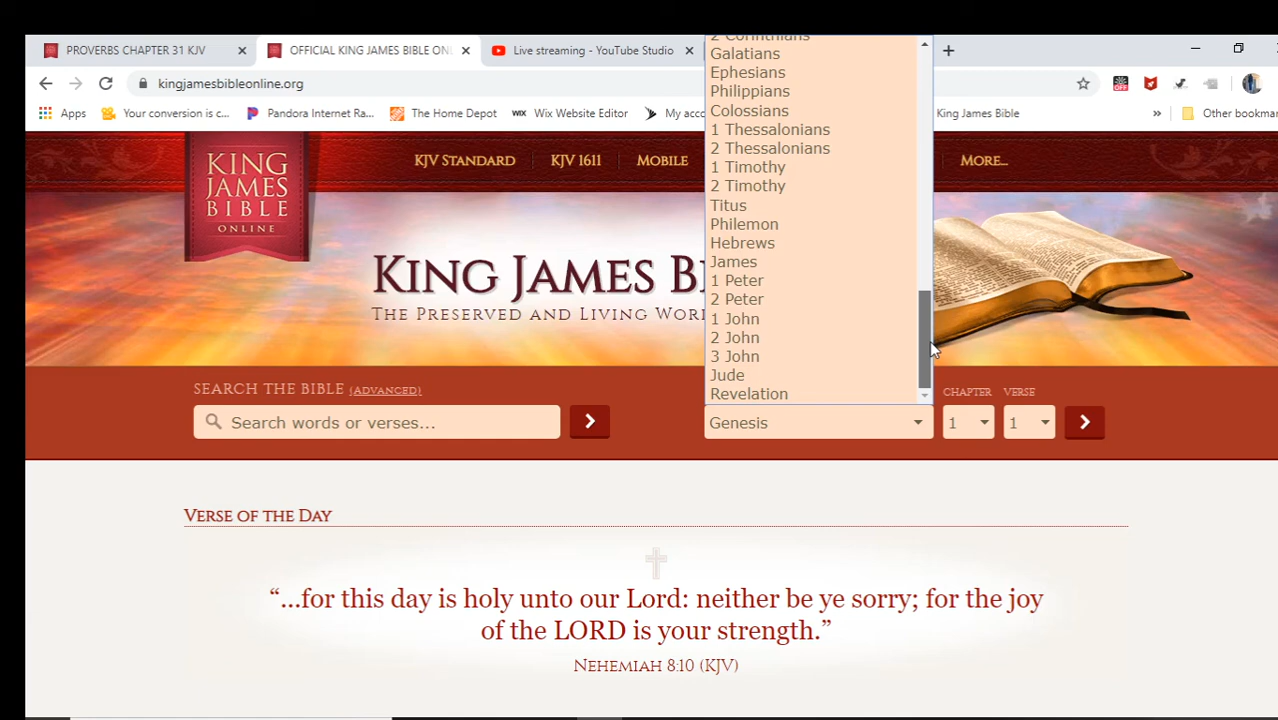 PROVERBS CHAPTER 31 KJV
OFFICIAL KING JAMES BIBLE ONL
Live streaming - YouTube Studio
kingjamesbibleonline.org
OFF
Apps
Your conversion is c...
Pandora Internet Ra...
The Home Depot
WIX Wix Website Editor
My acco
King James Bible
»
Other bookmar
KING
JAMES
BIBLE
ONLINE
KJV STANDARD
KJV 1611
MOBILE
MORE...
KING JAMES B
THE PRESERVED AND LIVING WOR
2 Corinthians
Galatians
Ephesians
Philippians
Colossians
1 Thessalonians
2 Thessalonians
1 Timothy
2 Timothy
Titus
Philemon
Hebrews
James
1 Peter
2 Peter
1 John
2 John
3 John
Jude
Revelation
SEARCH THE BIBLE (ADVANCED)
CHAPTER
VERSE
Search words or verses...
Genesis
1
1
VERSE OF THE DAY
“...for this day is holy unto our Lord: neither be ye sorry; for the joy
of the LORD is your strength.”
NEHEMIAH 8:10 (KJV)